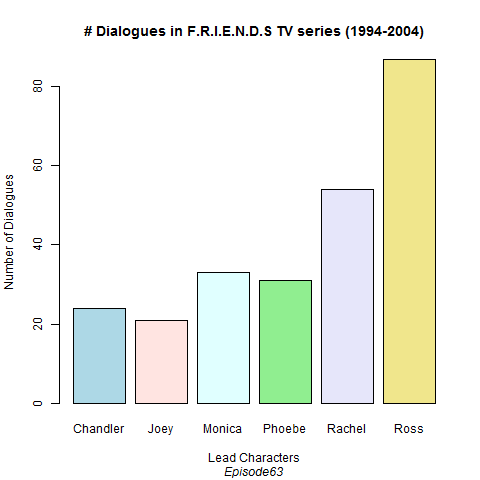 # Dialogues in F.R.I.E.N.D.S TV series (1994-2004)
Number of Dialogues
80
60
40
20
0
Chandler Joey Monica Phoebe Rachel Ross
Lead Characters
Episode63